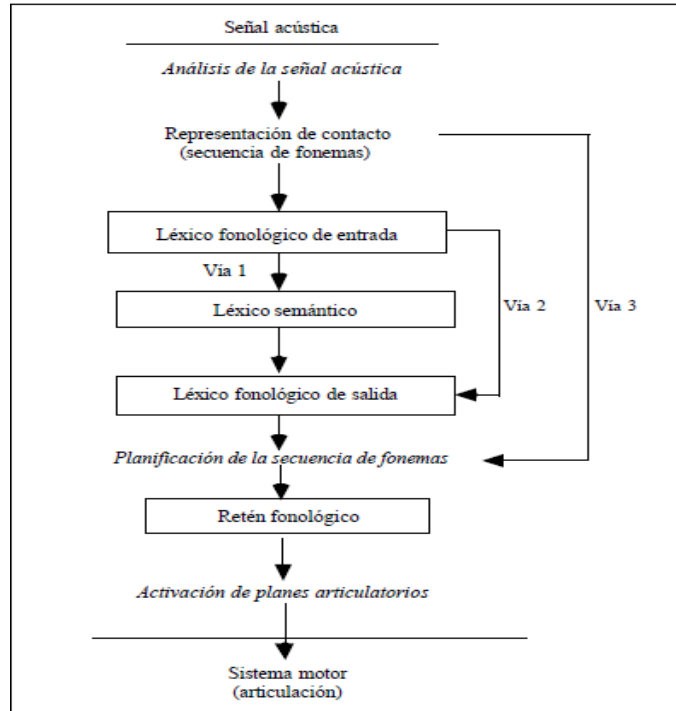 Señal acústica
Análisis de la señal acústica
Representación de contacto
(secuencia de fonemas)
Léxico fonológico de entrada
Vía 1
Léxico semántico
Vía 2
Vía 3
Léxico fonológico de salida
Planificación de la secuencia de fonemas
Retén fonológico
Activación de planes articulatorios
Sistema motor
(articulación)